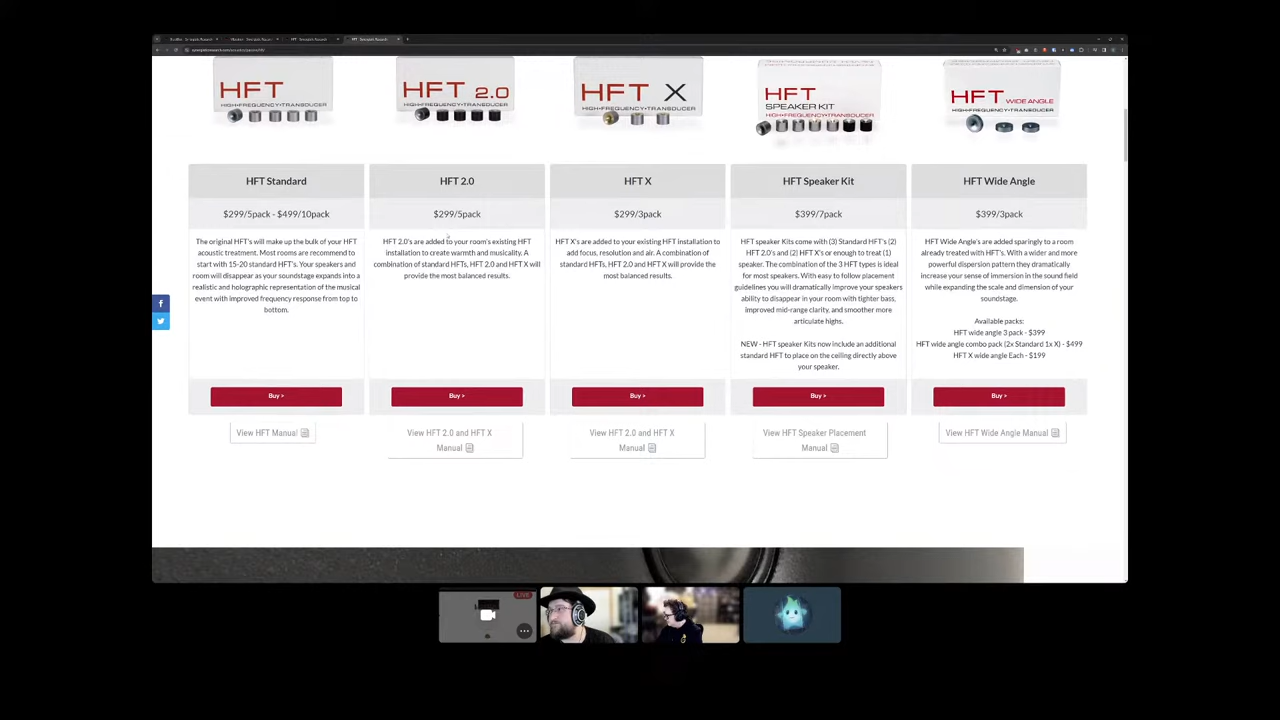 HFT
HIGH•FREQUENCY•TRANSDUCER
HFT 2.0
HIGH•FREQUENCY•TRANSDUCER
HFT X
HIGH•FREQUENCY•TRANSDUCER
HFT
SPEAKER KIT
HIGH•FREQUENCY•TRANSDUCER
HFT WIDE ANGLE
HIGH•FREQUENCY•TRANSDUCER
HFT Standard
$299/5pack - $499/10pack
The original HFT's will make up the bulk of your HFT
acoustic treatment. Most rooms are recommend to
start with 15-20 standard HFT's. Your speakers and
room will disappear as your soundstage expands into a
realistic and holographic representation of the musical
event with improved frequency response from top to
bottom.
Buy >
View HFT Manual
HFT 2.0
$299/5pack
HFT 2.0's are added to your room's existing HFT
installation to create warmth and musicality. A
combination of standard HFTs, HFT 2.0 and HFT X will
provide the most balanced results.
Buy >
View HFT 2.0 and HFT X
Manual
HFT X
$299/3pack
HFT X's are added to your existing HFT installation to
add focus, resolution and air. A combination of
standard HFTs, HFT 2.0 and HFT X will provide the
most balanced results.
Buy >
View HFT 2.0 and HFT X
Manual
HFT Speaker Kit
$399/7pack
HFT speaker Kits come with (3) Standard HFT's (2)
HFT 2.0's and (2) HFT X's or enough to treat (1)
speaker. The combination of the 3 HFT types is ideal
for most speakers. With easy to follow placement
guidelines you will dramatically improve your speakers
ability to disappear in your room with tighter bass,
improved mid-range clarity, and smoother more
articulate highs.
NEW - HFT speaker Kits now include an additional
standard HFT to place on the ceiling directly above
your speaker.
Buy >
View HFT Speaker Placement
Manual
HFT Wide Angle
$399/3pack
HFT Wide Angle's are added sparingly to a room
already treated with HFT's. With a wider and more
powerful dispersion pattern they dramatically
increase your sense of immersion in the sound field
while expanding the scale and dimension of your
soundstage.
Available packs:
HFT wide angle 3 pack - $399
HFT wide angle combo pack (2x Standard 1x X) - $499
HFT X wide angle Each - $199
Buy >
View HFT Wide Angle Manual
LIVE